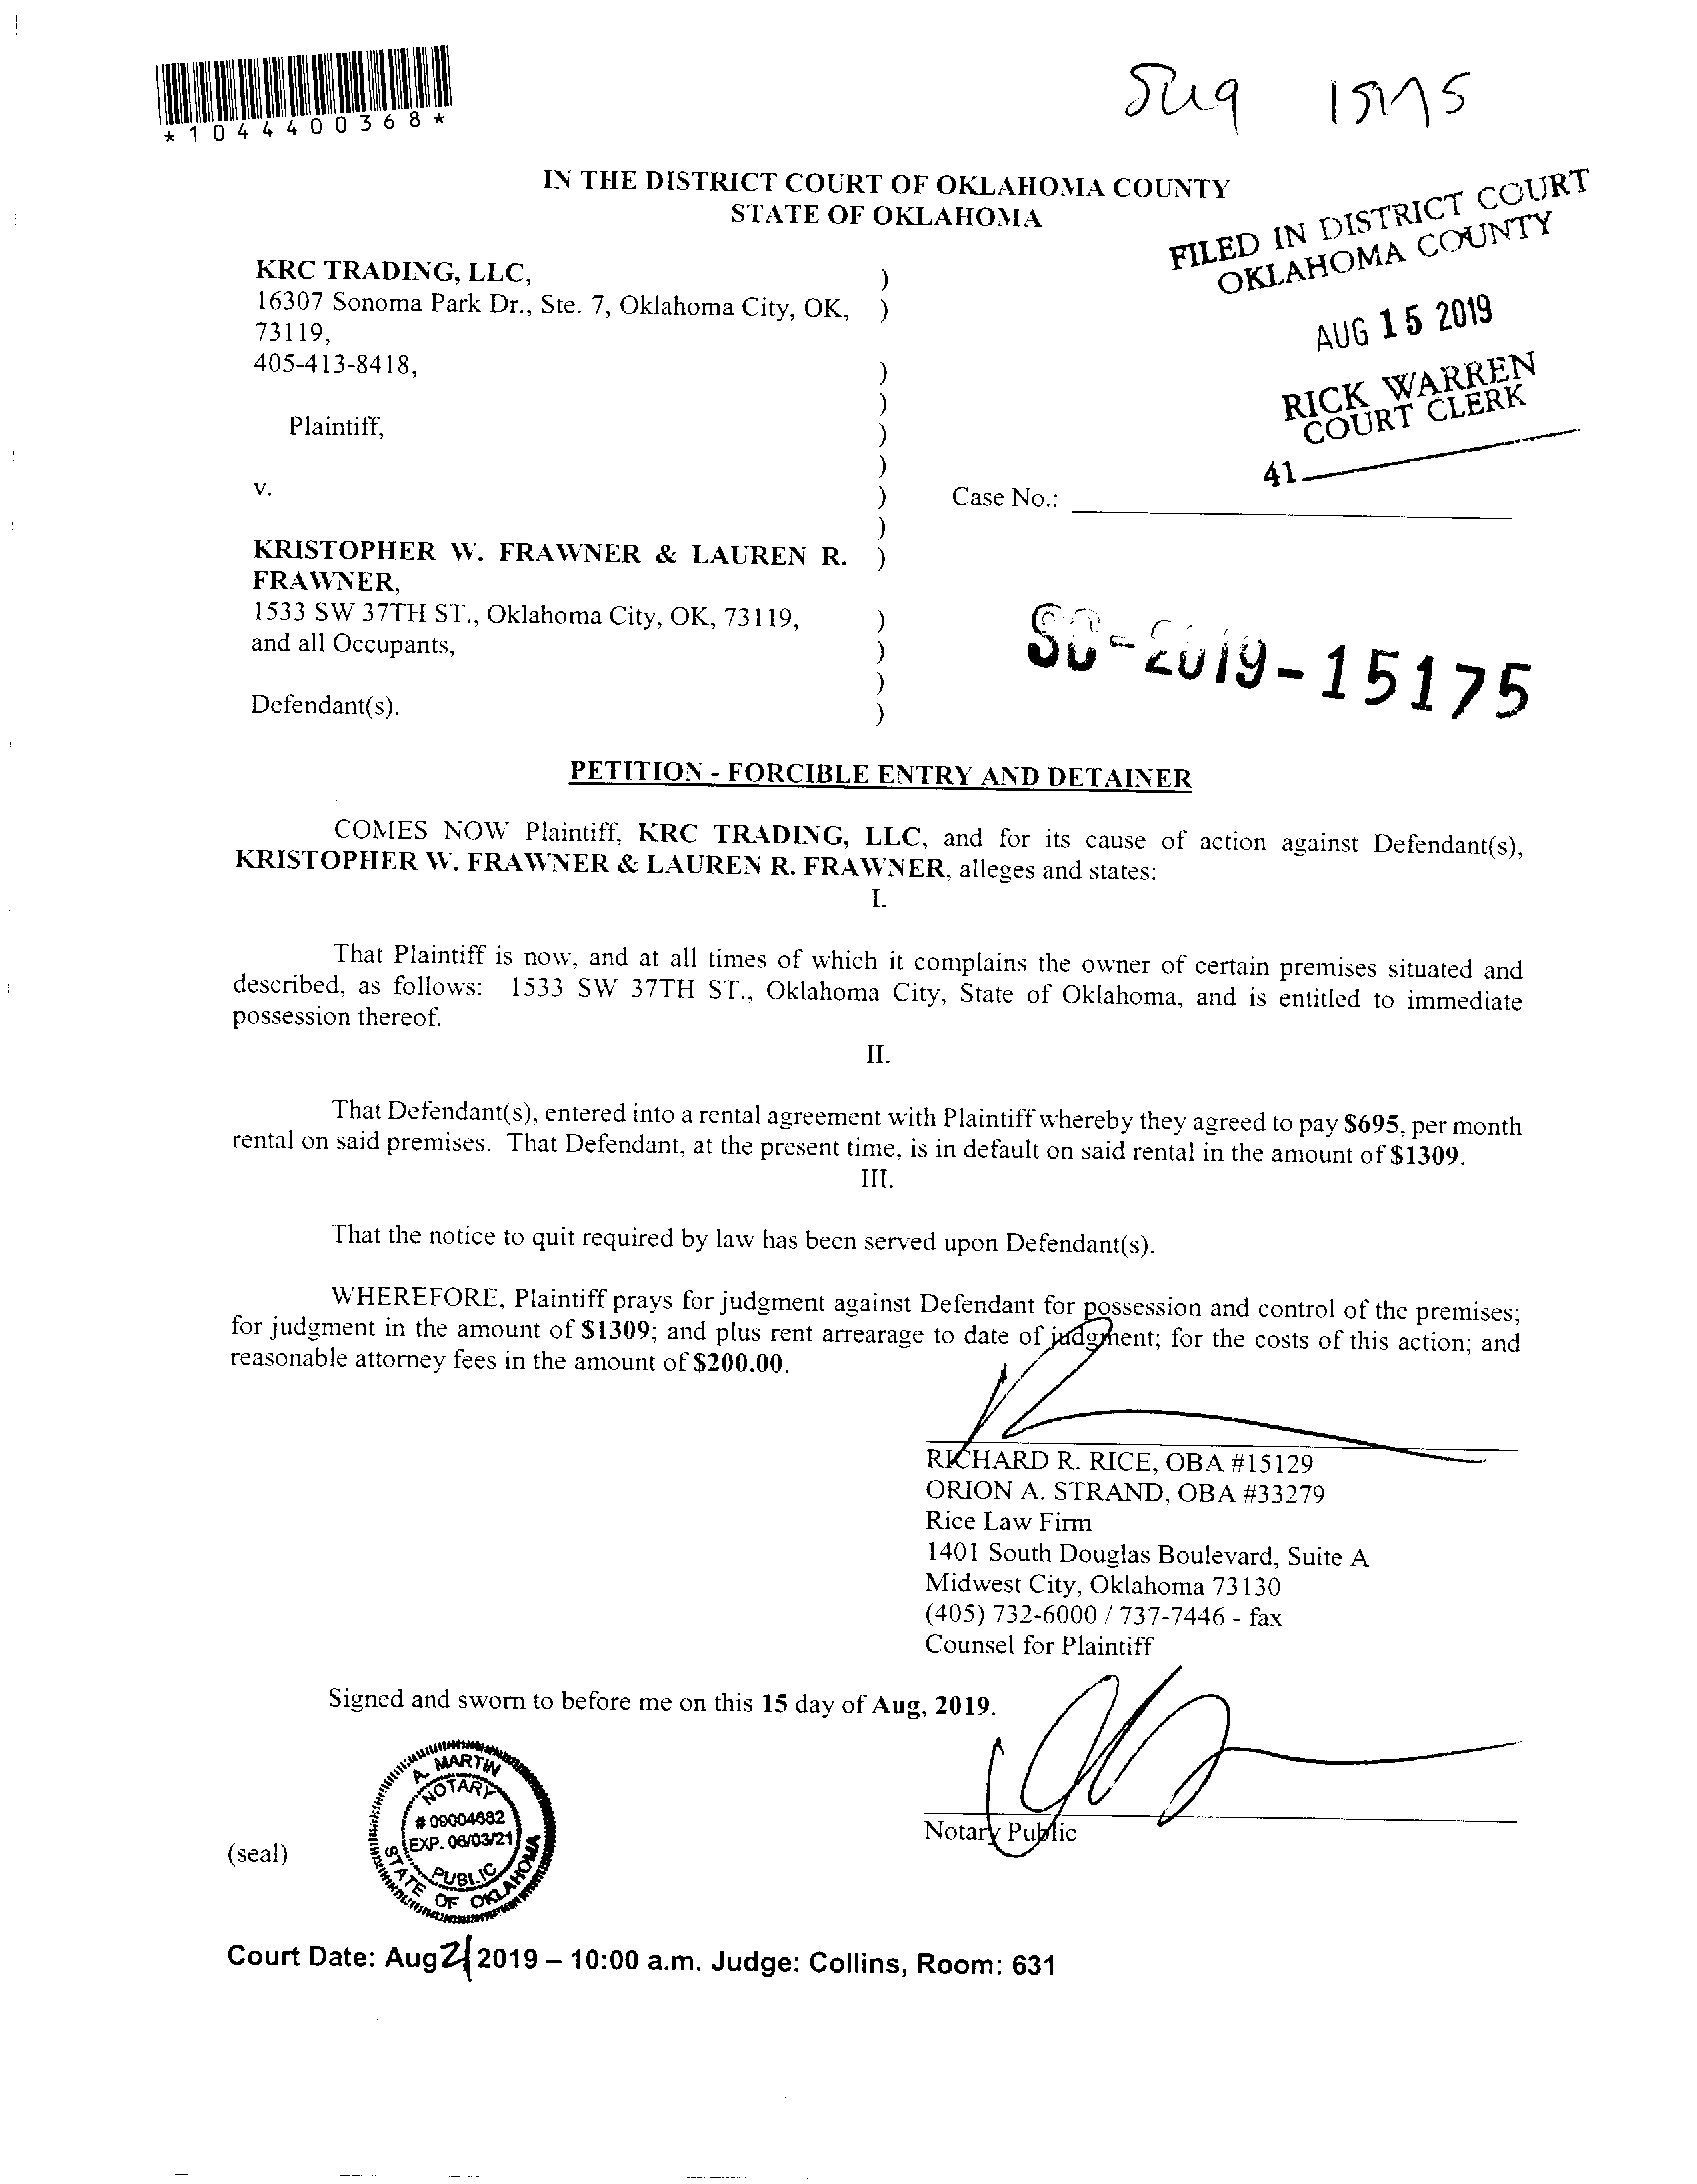 *1044400368*
IN THE DISTRICT COURT OF OKLAHOMA COUNTY
STATE OF OKLAHOMA
FILED IN DISTRICT COURT
OKLAHOMA COUNTY
AUG 15 2019
RICK WARREN
COURT CLERK
41
KRC TRADING, LLC, )
16307 Sonoma Park Dr., Ste. 7, Oklahoma City, OK, )
73119,
405-413-8418, )
)
Plaintiff, )
)
v. ) Case No.:
)
KRISTOPHER W. FRAWNER & LAUREN R. )
FRAWNER,
1533 SW 37TH ST., Oklahoma City, OK, 73119, )
and all Occupants, )
)
Defendant(s). )
SC-2019-15175
PETITION - FORCIBLE ENTRY AND DETAINER
COMES NOW Plaintiff, KRC TRADING, LLC, and for its cause of action against Defendant(s),
KRISTOPHER W. FRAWNER & LAUREN R. FRAWNER, alleges and states:
I.
That Plaintiff is now, and at all times of which it complains the owner of certain premises situated and
described, as follows: 1533 SW 37TH ST., Oklahoma City, State of Oklahoma, and is entitled to immediate
possession thereof.
II.
That Defendant(s), entered into a rental agreement with Plaintiff whereby they agreed to pay $695, per month
rental on said premises. That Defendant, at the present time, is in default on said rental in the amount of $1309.
III.
That the notice to quit required by law has been served upon Defendant(s).
WHEREFORE, Plaintiff prays for judgment against Defendant for possession and control of the premises;
for judgment in the amount of $1309; and plus rent arrearage to date of judgment; for the costs of this action; and
reasonable attorney fees in the amount of $200.00.
RICHARD R. RICE, OBA #15129
ORION A. STRAND, OBA #33279
Rice Law Firm
1401 South Douglas Boulevard, Suite A
Midwest City, Oklahoma 73130
(405) 732-6000 / 737-7446 - fax
Counsel for Plaintiff
Signed and sworn to before me on this 15 day of Aug, 2019.
A. MARTIN
NOTARY
# 09004682
EXP. 06/03/21
PUBLIC
STATE OF OKLAHOMA
Notary Public
(seal)
Court Date: Aug 21 2019 – 10:00 a.m. Judge: Collins, Room: 631